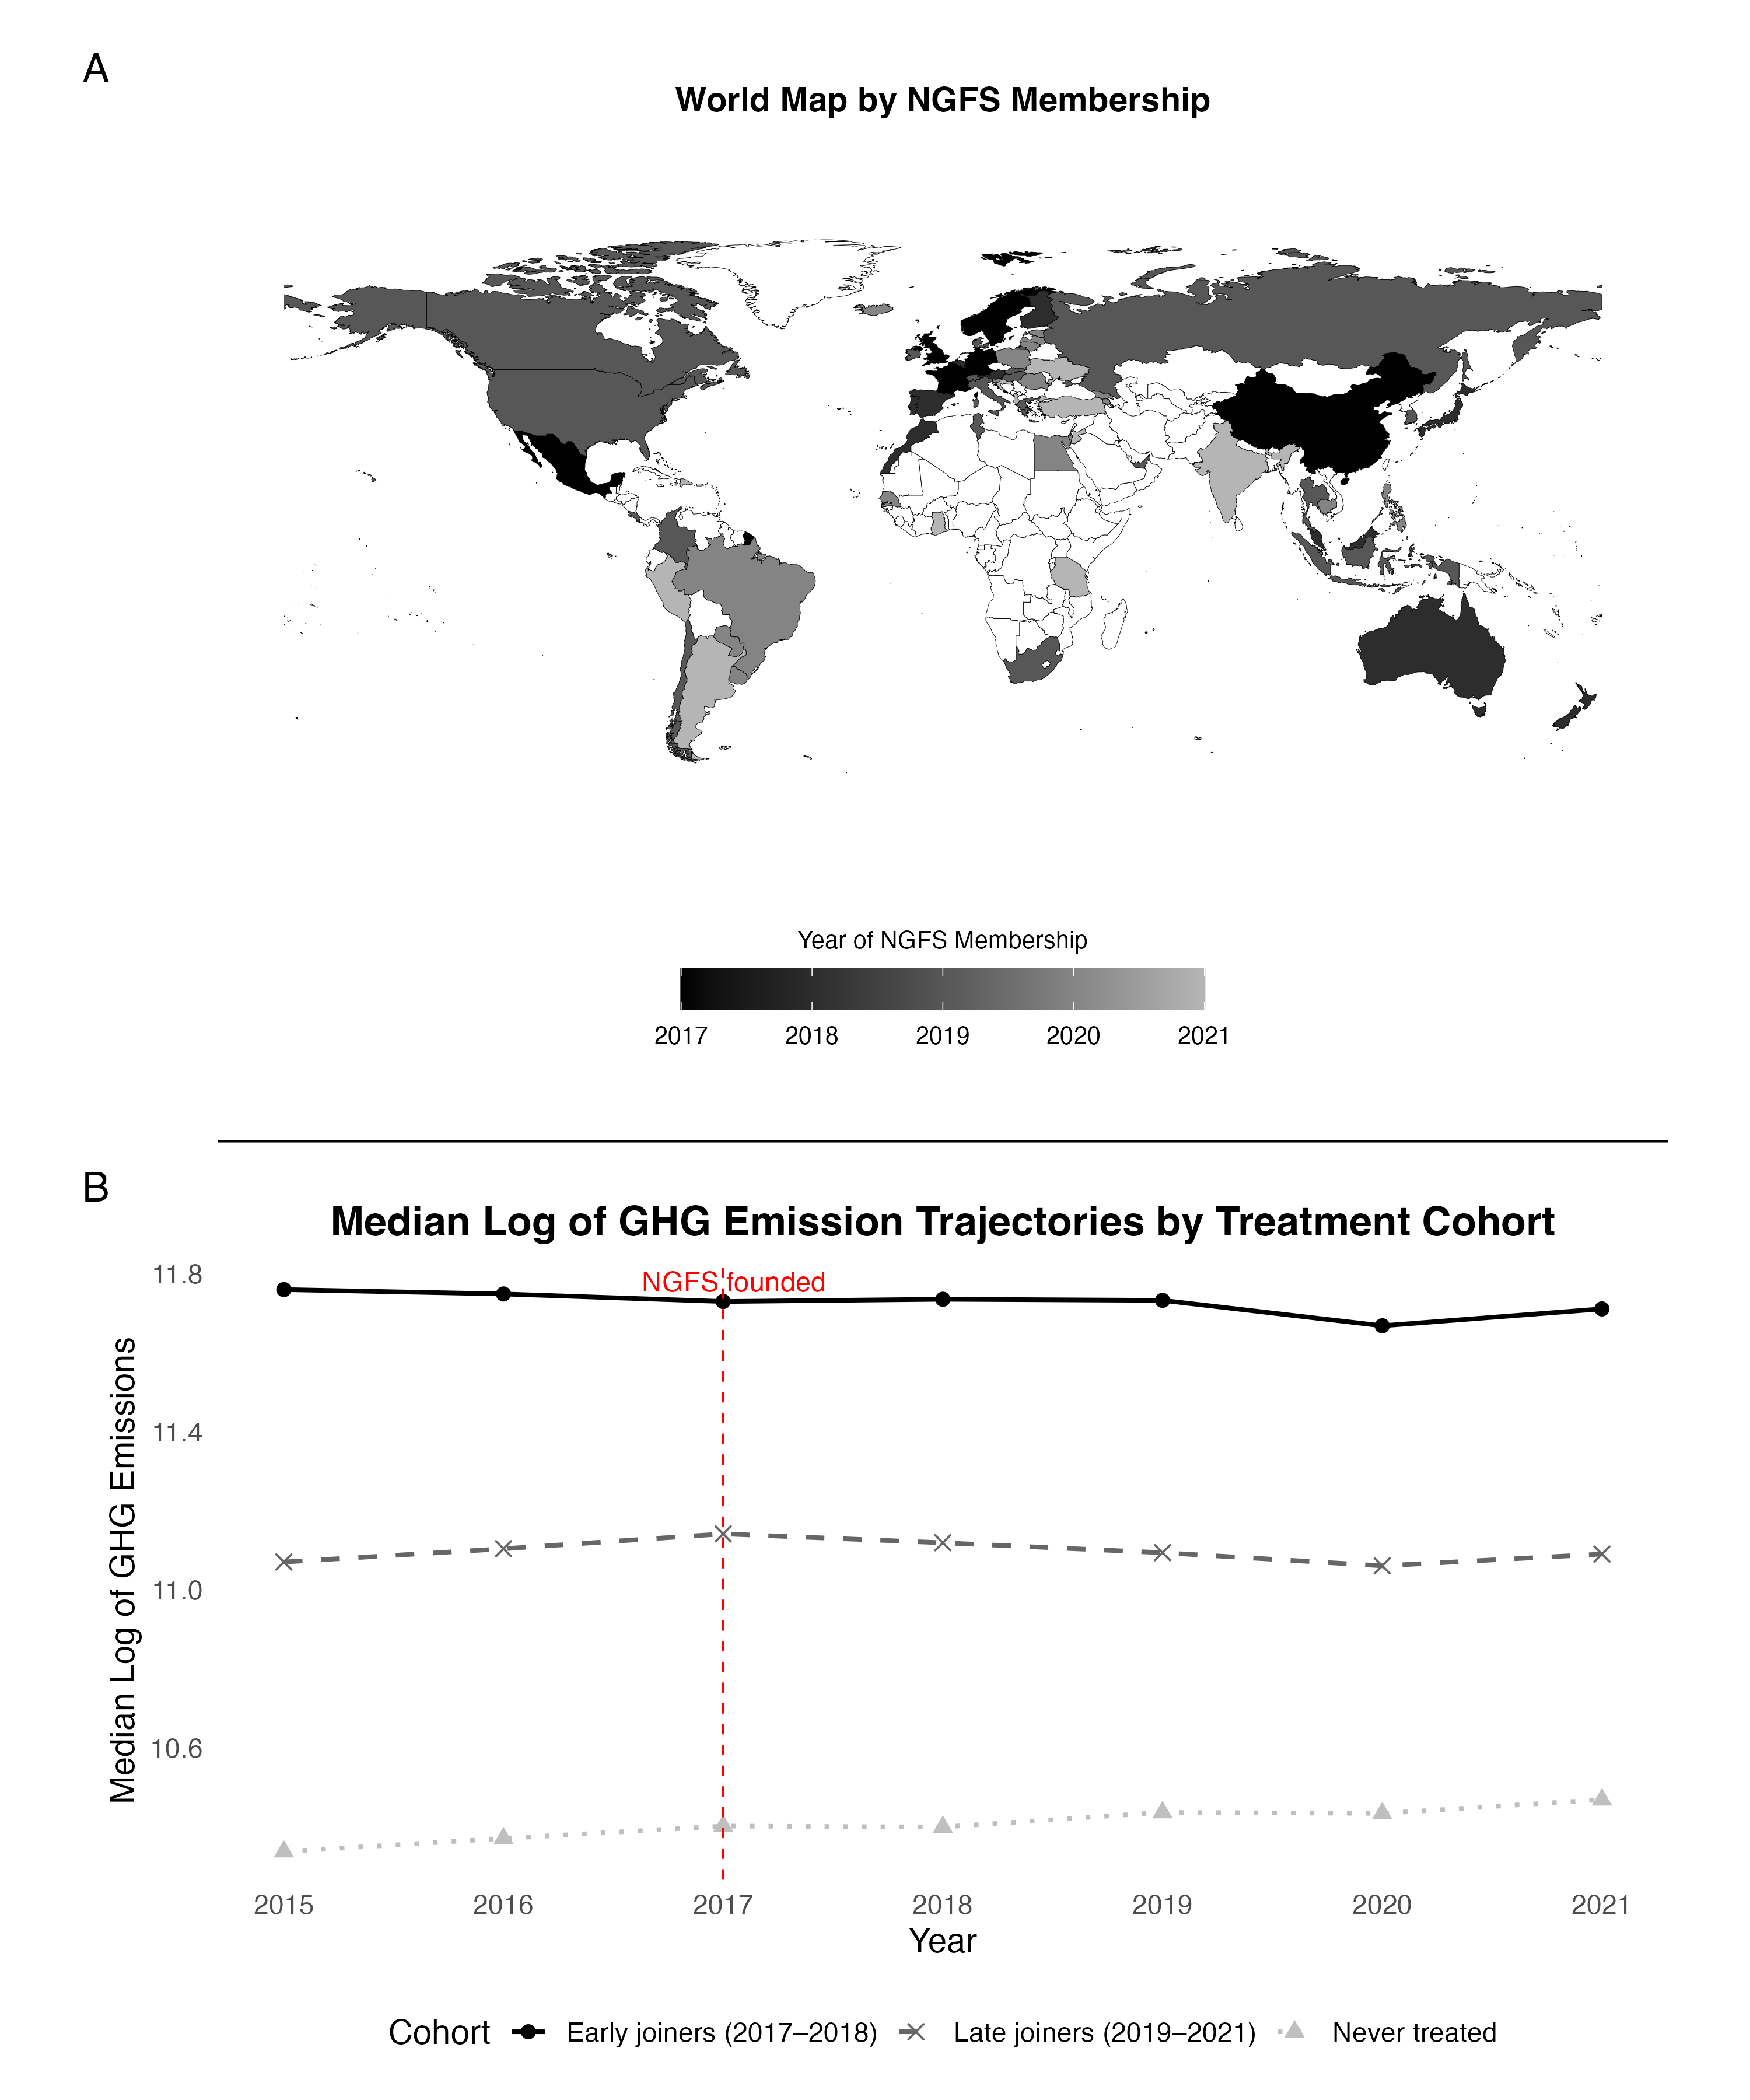 A
World Map by NGFS Membership
Year of NGFS Membership
2017 2018 2019 2020 2021
B
Median Log of GHG Emission Trajectories by Treatment Cohort
NGFS founded
Median Log of GHG Emissions
11.8
11.4
11.0
10.6
2015 2016 2017 2018 2019 2020 2021
Year
Cohort Early joiners (2017–2018) Late joiners (2019–2021) Never treated